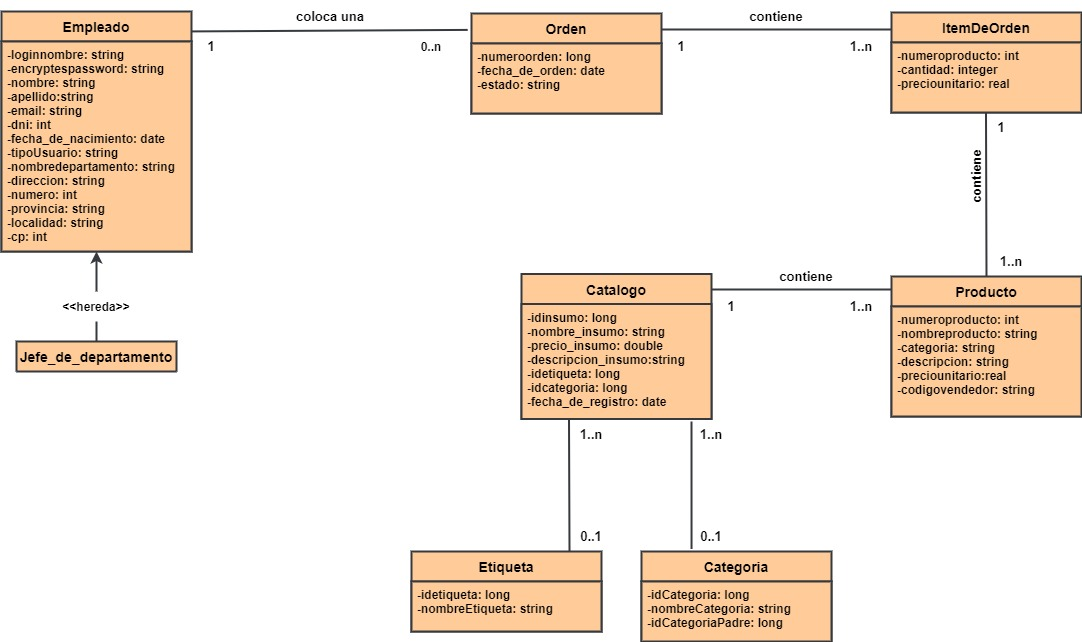 Empleado
-loginnombre: string
-encryptespassword: string
-nombre: string
-apellido:string
-email: string
-dni: int
-fecha_de_nacimiento: date
-tipoUsuario: string
-nombredepartamento: string
-direccion: string
-numero: int
-provincia: string
-localidad: string
-cp: int
coloca una
1
0..n
Orden
-numeroorden: long
-fecha_de_orden: date
-estado: string
contiene
1
1..n
ItemDeOrden
-numeroproducto: int
-cantidad: integer
-preciounitario: real
1
contiene
1..n
<<hereda>>
Jefe_de_departamento
Catalogo
-idinsumo: long
-nombre_insumo: string
-precio_insumo: double
-descripcion_insumo:string
-idetiqueta: long
-idcategoria: long
-fecha_de_registro: date
contiene
1
1..n
Producto
-numeroproducto: int
-nombreproducto: string
-categoria: string
-descripcion: string
-preciounitario:real
-codigovendedor: string
1..n
1..n
0..1
0..1
Etiqueta
-idetiqueta: long
-nombreEtiqueta: string
Categoria
-idCategoria: long
-nombreCategoria: string
-idCategoriaPadre: long